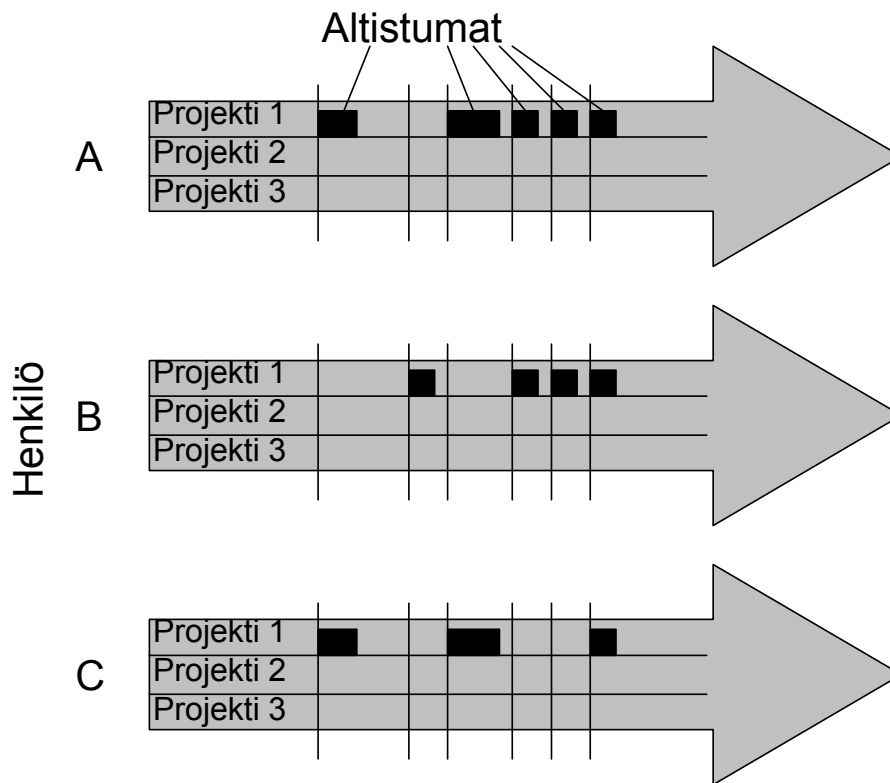 Altistumat
Projekti 1
Projekti 2
Projekti 3
A
Henkilö
Projekti 1
Projekti 2
Projekti 3
B
Projekti 1
Projekti 2
Projekti 3
C